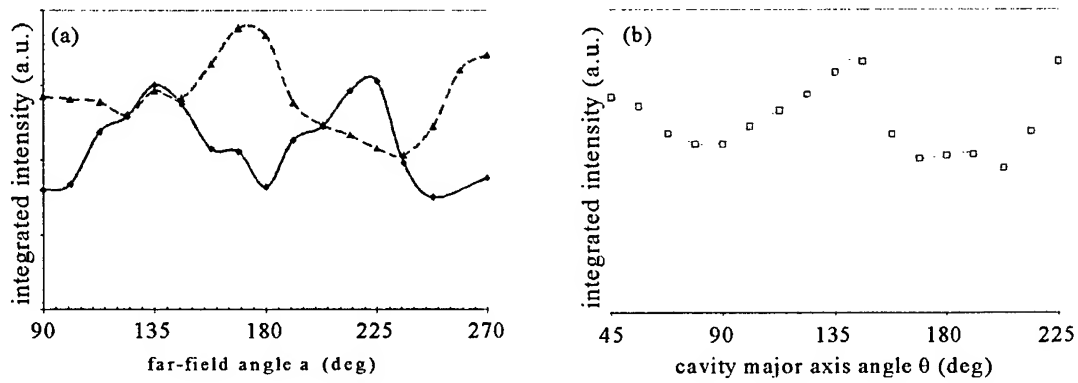 (a)
integrated intensity (a.u.)
90 135 180 225 270
far-field angle a (deg)
(b)
integrated intensity (a.u.)
45 90 135 180 225
cavity major axis angle θ (deg)